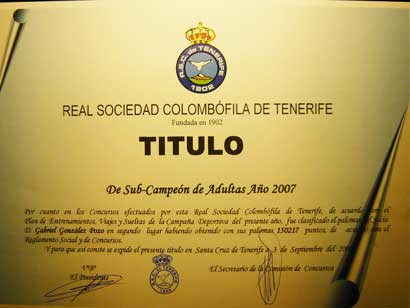 R.S.C. de TENERIFE
1902
REAL SOCIEDAD COLOMBÓFILA DE TENERIFE
Fundada en 1902
TITULO
De Sub-Campeón de Adultas Año 2007
Por cuanto en los Concursos efectuados por esta Real Sociedad Colombófila de Tenerife, de acuerdo con el
Plan de Entrenamientos, Viajes y Sueltas de la Campaña Deportiva del presente año, fue clasificado el palomar del Socio
D. Gabriel González Pozo en segundo lugar habiendo obtenido con sus palomas 150217 puntos, de acuerdo con el
Reglamento Social y de Concursos.
Y para que así conste se expide el presente titulo en Santa Cruz de Tenerife a 3 de Septiembre del
VºBº
El Presidente
El Secretario de la Comisión de Concursos